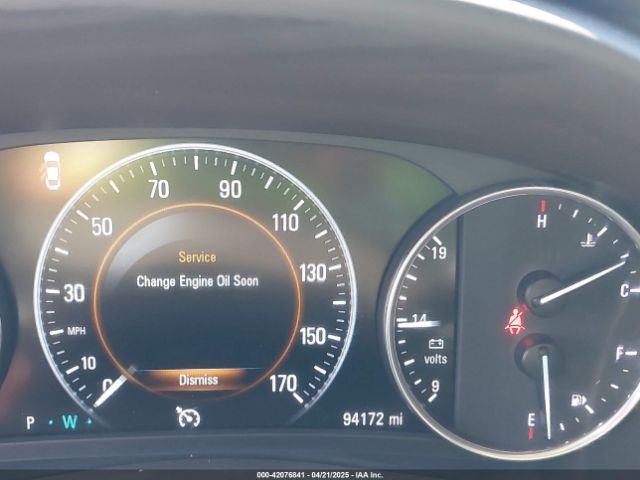 70 90
50 110
30 130
MPH
10 150
0 170
Service
Change Engine Oil Soon
Dismiss
P W 94172 mi
19
14
volts
9
H
C
F
E
000-42076841 - 04/21/2025 - IAA Inc.